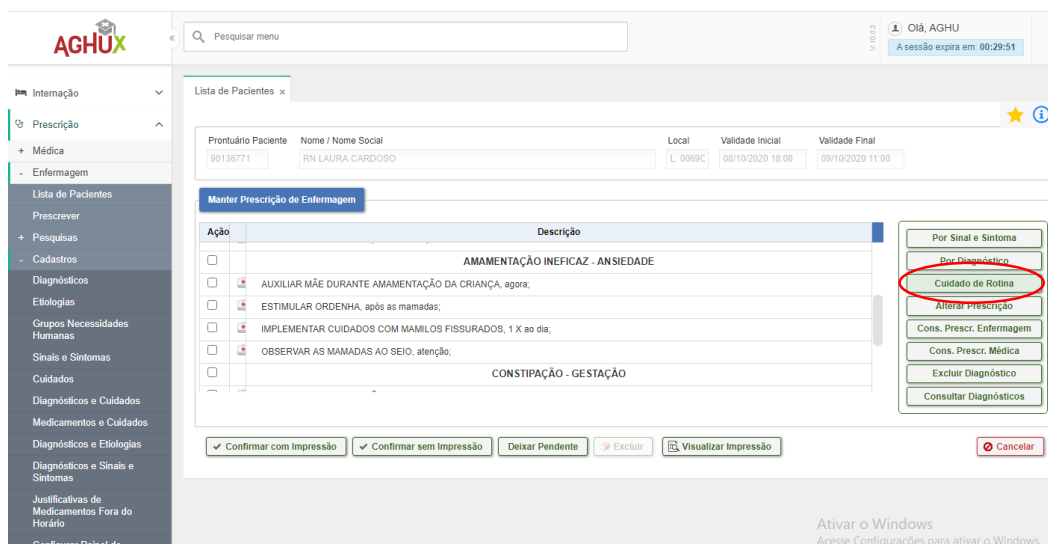 AGHUX
«
Pesquisar menu
V. 10.0.3
Olá, AGHU
A sessão expira em: 00:29:51
Internação
Prescrição
+ Médica
- Enfermagem
Lista de Pacientes
Prescrever
+ Pesquisas
- Cadastros
Diagnósticos
Etiologias
Grupos Necessidades
Humanas
Sinais e Sintomas
Cuidados
Diagnósticos e Cuidados
Medicamentos e Cuidados
Diagnósticos e Etiologias
Diagnósticos e Sinais e
Sintomas
Justificativas de
Medicamentos Fora do
Horário
Lista de Pacientes
Prontuário Paciente Nome / Nome Social Local Validade Inicial Validade Final
90136771 RN LAURA CARDOSO L: 0069C 08/10/2020 18:08 09/10/2020 11:00
Manter Prescrição de Enfermagem
Ação Descrição
AMAMENTAÇÃO INEFICAZ - ANSIEDADE
AUXILIAR MÃE DURANTE AMAMENTAÇÃO DA CRIANÇA, agora;
ESTIMULAR ORDENHA, após as mamadas;
IMPLEMENTAR CUIDADOS COM MAMILOS FISSURADOS, 1 X ao dia;
OBSERVAR AS MAMADAS AO SEIO, atenção;
CONSTIPAÇÃO - GESTAÇÃO
Por Sinal e Sintoma
Por Diagnóstico
Cuidado de Rotina
Alterar Prescrição
Cons. Prescr. Enfermagem
Cons. Prescr. Médica
Excluir Diagnóstico
Consultar Diagnósticos
Confirmar com Impressão Confirmar sem Impressão Deixar Pendente Excluir Visualizar Impressão Cancelar
Ativar o Windows
Acesse Configurações para ativar o Windows.